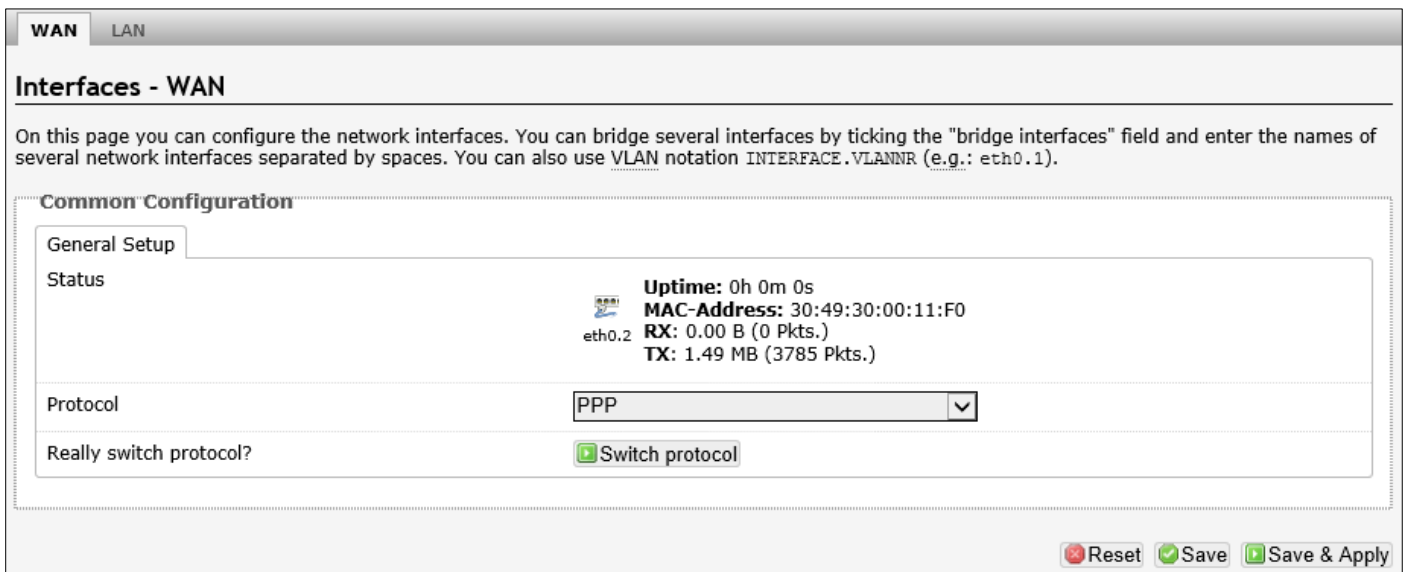 WAN LAN
Interfaces - WAN
On this page you can configure the network interfaces. You can bridge several interfaces by ticking the "bridge interfaces" field and enter the names of
several network interfaces separated by spaces. You can also use VLAN notation INTERFACE.VLANNR (e.g.: eth0.1).
Common Configuration
General Setup
Status
Uptime: 0h 0m 0s
MAC-Address: 30:49:30:00:11:F0
eth0.2 RX: 0.00 B (0 Pkts.)
TX: 1.49 MB (3785 Pkts.)
Protocol PPP
Really switch protocol? Switch protocol
Reset Save Save & Apply